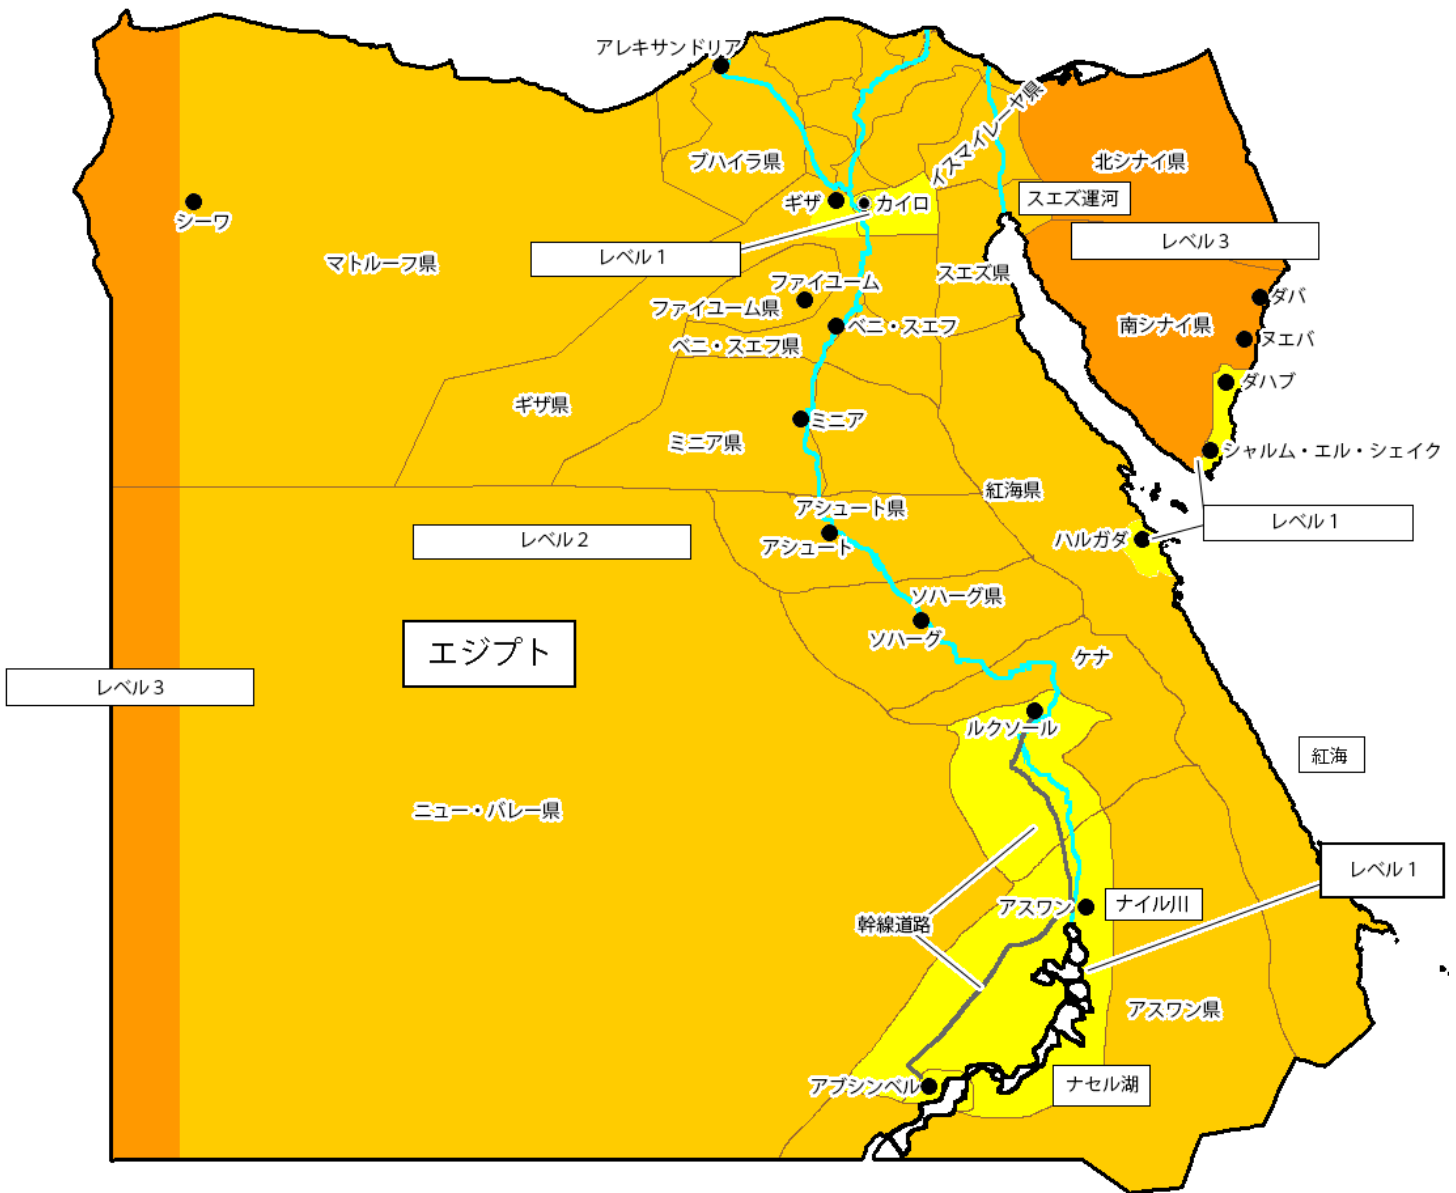 アレキサンドリア
イスマイレーヤ県
ブハイラ県
北シナイ県
ギザ
カイロ
スエズ運河
シーワ
レベル3
レベル1
マトルーフ県
スエズ県
ファイユーム
ダバ
ファイユーム県
ベニ・スエフ
南シナイ県
ヌエバ
ベニ・スエフ県
ダハブ
ギザ県
ミニア
ミニア県
シャルム・エル・シェイク
紅海県
アシュート県
レベル1
レベル2
アシュート
ハルガダ
ソハーグ県
ソハーグ
エジプト
ケナ
レベル3
ルクソール
紅海
ニュー・バレー県
レベル1
アスワン
ナイル川
幹線道路
アスワン県
アブシンベル
ナセル湖